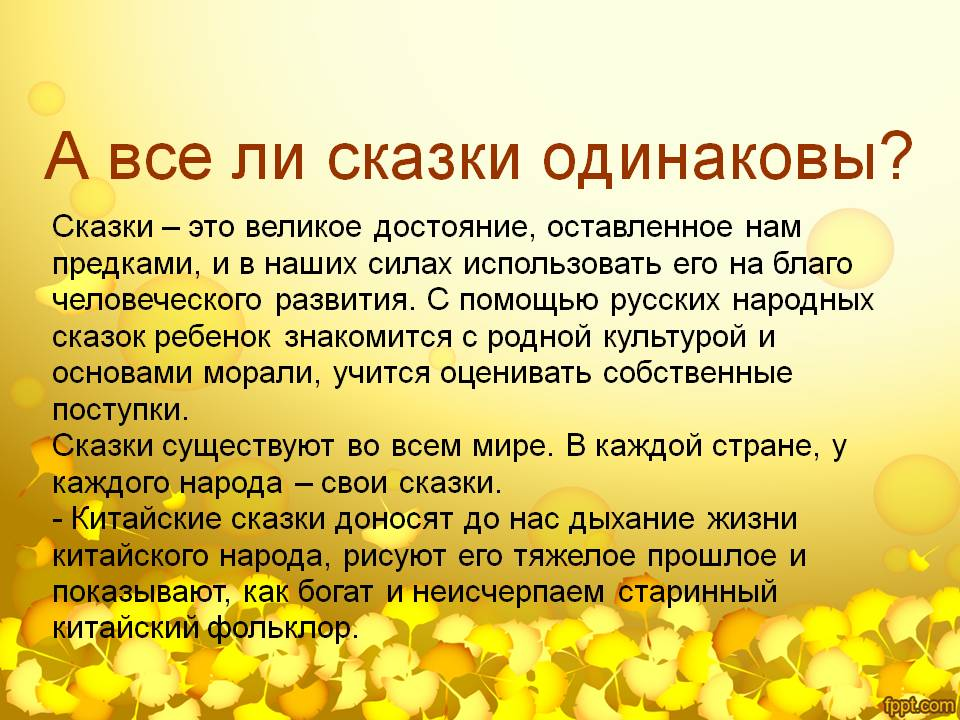 А все ли сказки одинаковы?
Сказки – это великое достояние, оставленное нам
предками, и в наших силах использовать его на благо
человеческого развития. С помощью русских народных
сказок ребенок знакомится с родной культурой и
основами морали, учится оценивать собственные
поступки.
Сказки существуют во всем мире. В каждой стране, у
каждого народа – свои сказки.
- Китайские сказки доносят до нас дыхание жизни
китайского народа, рисуют его тяжелое прошлое и
показывают, как богат и неисчерпаем старинный
китайский фольклор.
fppt.com